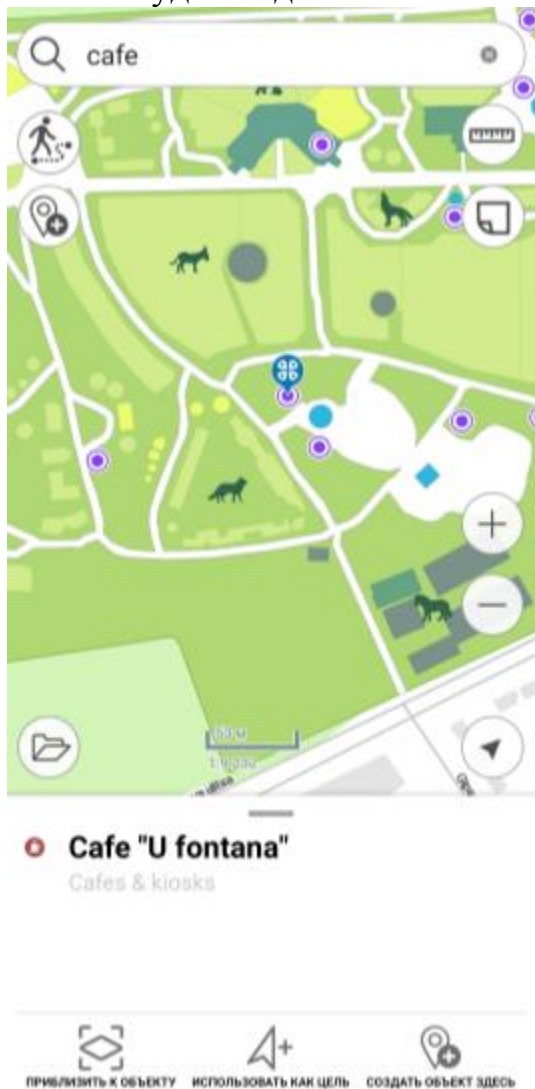 cafe
Cafe "U fontana"
Cafes & kiosks
ПРИБЛИЗИТЬ К ОБЪЕКТУ
ИСПОЛЬЗОВАТЬ КАК ЦЕЛЬ
СОЗДАТЬ ОБЪЕКТ ЗДЕСЬ